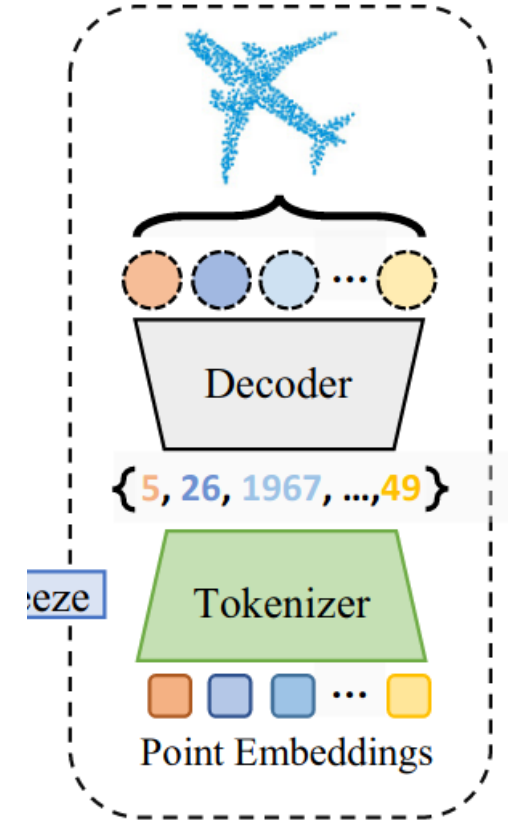 ...
Decoder
{5, 26, 1967, ...,49}
eeze
Tokenizer
...
Point Embeddings